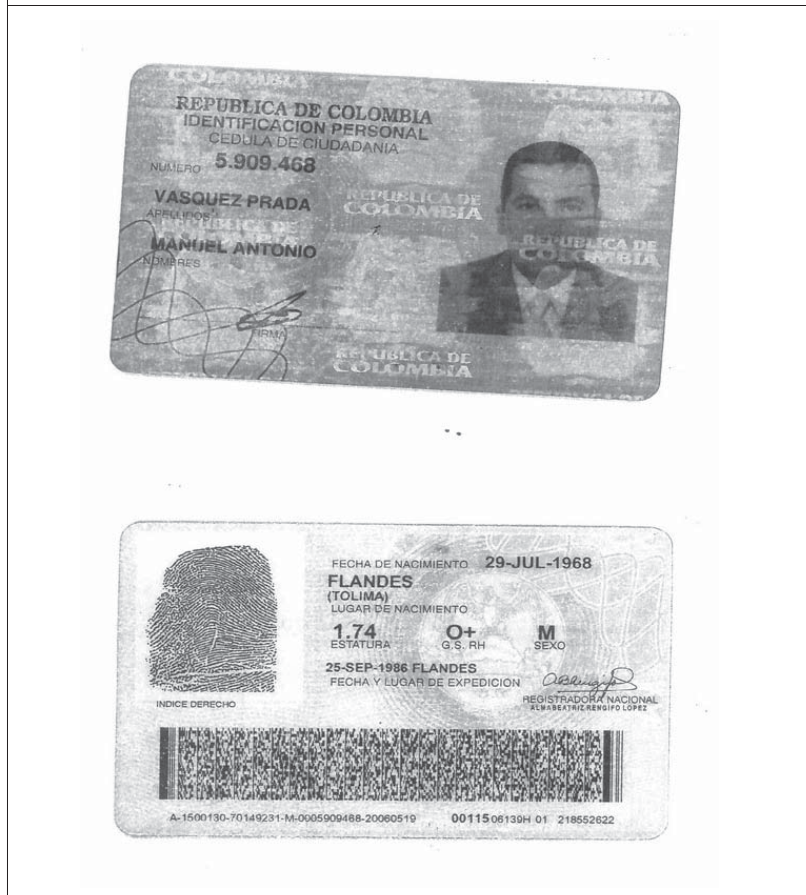 COLOMBIA
COLOMBIA
REPUBLICA DE COLOMBIA
IDENTIFICACION PERSONAL
CEDULA DE CIUDADANIA
NUMERO 5.909.468
VASQUEZ PRADA
APELLIDOS
REPUBLICA DE
COLOMBIA
MANUEL ANTONIO
NOMBRES
REPUBLICA DE
COLOMBIA
FIRMA
REPUBLICA DE
COLOMBIA
FECHA DE NACIMIENTO 29-JUL-1968
FLANDES
(TOLIMA)
LUGAR DE NACIMIENTO
1.74 O+ M
ESTATURA G.S. RH SEXO
25-SEP-1986 FLANDES
FECHA Y LUGAR DE EXPEDICION
INDICE DERECHO
REGISTRADORA NACIONAL
ALMABEATRIZ RENGIFO LOPEZ
A-1500130-70149231-M-0005909468-20060519 00115 06139H 01 218552622